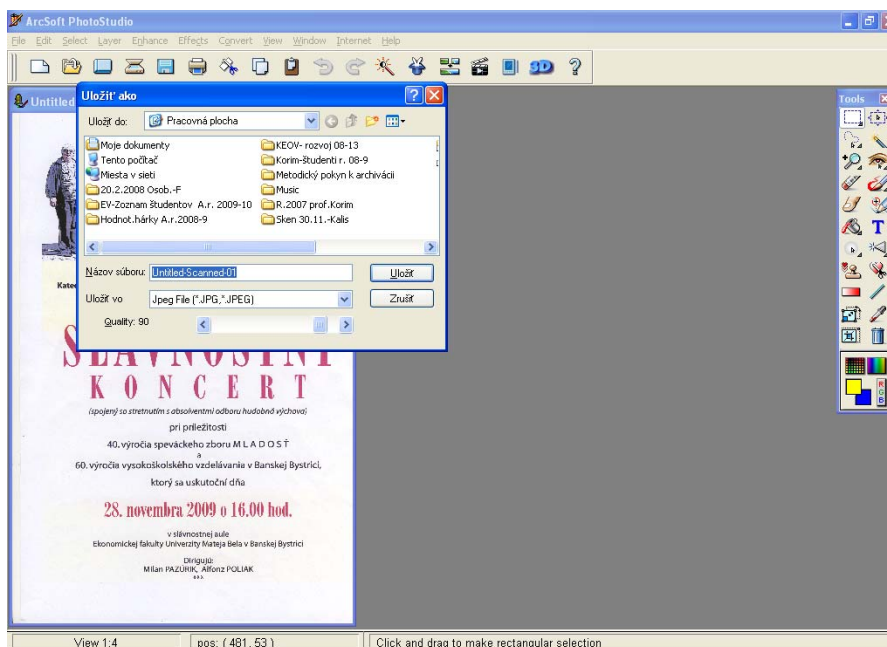 ArcSoft PhotoStudio
File Edit Select Layer Enhance Effects Convert View Window Internet Help
3D ?
Untitled
Uložiť ako
Uložiť do: Pracovná plocha
Moje dokumenty
Tento počítač
Miesta v sieti
20.2.2008 Osob.-F
EV-Zoznam študentov A.r. 2009-10
Hodnot.hárky A.r.2008-9
KEOV- rozvoj 08-13
Korim-študenti r. 08-9
Metodický pokyn k archivácii
Music
R.2007 prof.Korim
Sken 30.11.-Kalis
Názov súboru: Untitled-Scanned-01 Uložiť
Uložiť vo Jpeg File (*.JPG,*.JPEG) Zrušiť
Quality: 90
Tools
T
RGB
Kate
SLÁVNOSTNÝ
KONCERT
(spojený so stretnutím s absolventmi odboru hudobná výchova)
pri príležitosti
40. výročia speváckeho zboru M L A D O S Ť
a
60. výročia vysokoškolského vzdelávania v Banskej Bystrici,
ktorý sa uskutoční dňa
28. novembra 2009 o 16.00 hod.
v slávnostnej aule
Ekonomickej fakulty Univerzity Mateja Bela v Banskej Bystrici
Dirigujú:
Milan PAZÚRIK, Alfonz POLIAK
***
View 1:4 pos: ( 481, 53 ) Click and drag to make rectangular selection